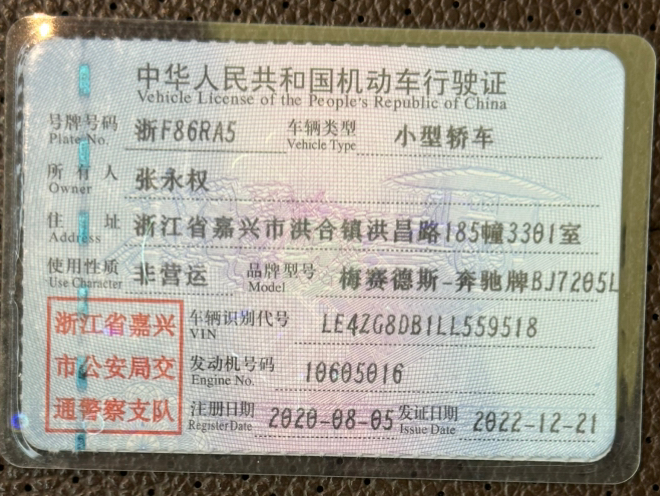 中华人民共和国机动车行驶证
Vehicle License of the People's Republic of China
号牌号码 浙F86RA5 车辆类型 小型轿车
Plate No. Vehicle Type
所有人 张永权
Owner
住址 浙江省嘉兴市洪合镇洪昌路185幢3301室
Address
使用性质 非营运 品牌型号 梅赛德斯-奔驰牌BJ7205L
Use Character Model
浙江省嘉兴
市公安局交
通警察支队
车辆识别代号 LE4ZG8DB1LL559518
VIN
发动机号码 10605016
Engine No.
注册日期 2020-08-05 发证日期 2022-12-21
Register Date Issue Date